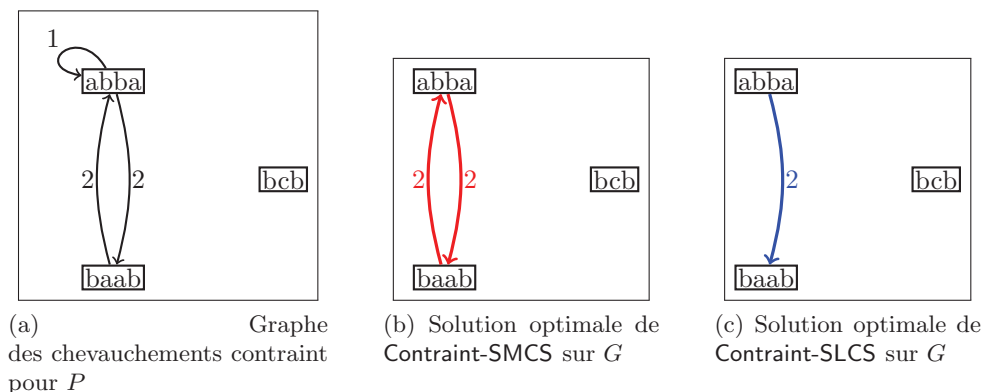 1
abba
2 2
bcb
baab
abba
2 2
bcb
baab
abba
2
bcb
baab
(a) Graphe
des chevauchements contraint
pour P
(b) Solution optimale de
Contraint-SMCS sur G
(c) Solution optimale de
Contraint-SLCS sur G